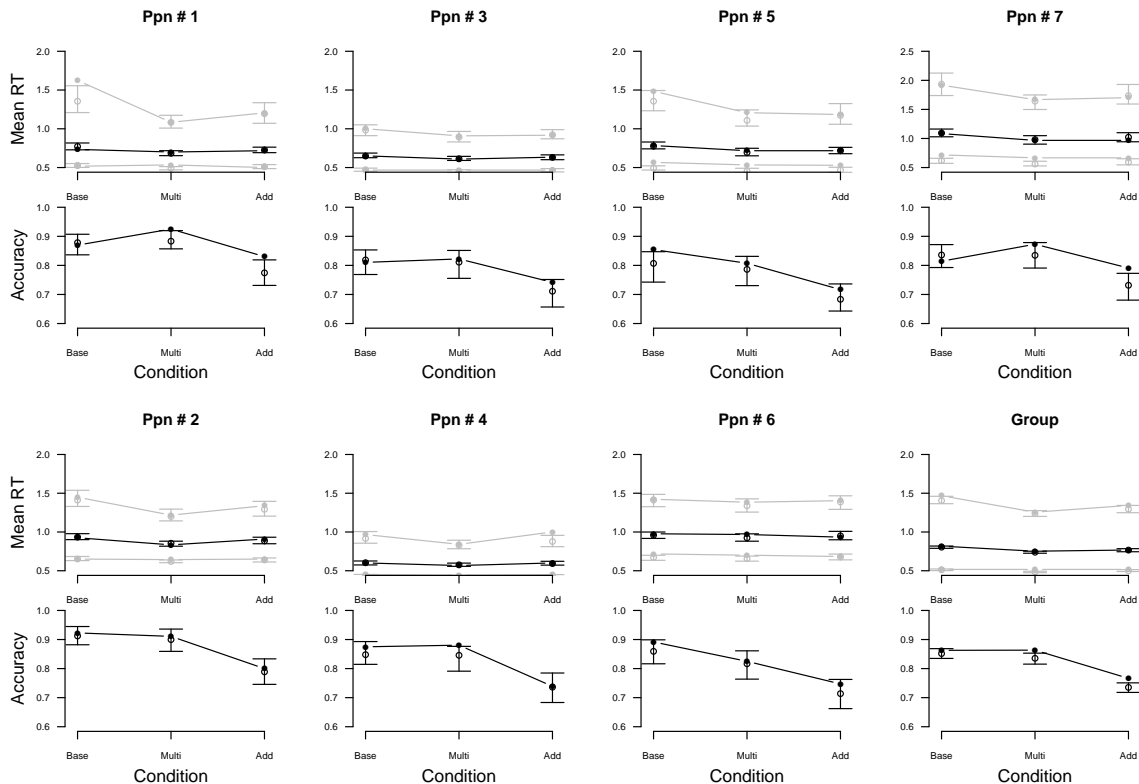 Ppn # 1
Ppn # 3
Ppn # 5
Ppn # 7
Mean RT
2.0
1.5
1.0
0.5
Base
Multi
Add
2.0
1.5
1.0
0.5
Base
Multi
Add
2.0
1.5
1.0
0.5
Base
Multi
Add
2.5
2.0
1.5
1.0
0.5
Base
Multi
Add
Accuracy
1.0
0.9
0.8
0.7
0.6
Base
Multi
Add
Condition
1.0
0.9
0.8
0.7
0.6
Base
Multi
Add
Condition
1.0
0.9
0.8
0.7
0.6
Base
Multi
Add
Condition
1.0
0.9
0.8
0.7
0.6
Base
Multi
Add
Condition
Ppn # 2
Ppn # 4
Ppn # 6
Group
Mean RT
2.0
1.5
1.0
0.5
Base
Multi
Add
2.0
1.5
1.0
0.5
Base
Multi
Add
2.0
1.5
1.0
0.5
Base
Multi
Add
2.0
1.5
1.0
0.5
Base
Multi
Add
Accuracy
1.0
0.9
0.8
0.7
0.6
Base
Multi
Add
Condition
1.0
0.9
0.8
0.7
0.6
Base
Multi
Add
Condition
1.0
0.9
0.8
0.7
0.6
Base
Multi
Add
Condition
1.0
0.9
0.8
0.7
0.6
Base
Multi
Add
Condition